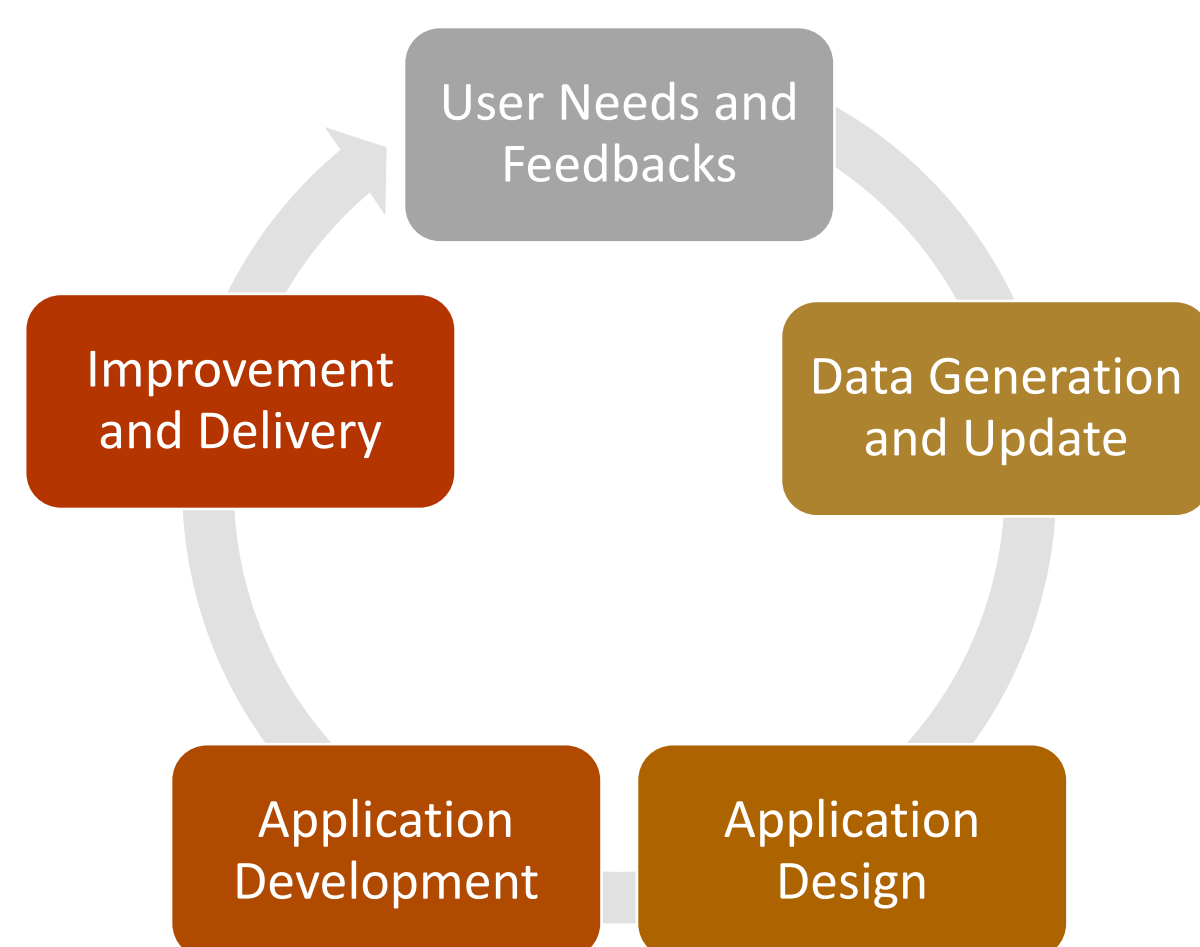 User Needs and
Feedbacks
Data Generation
and Update
Application
Design
Application
Development
Improvement
and Delivery